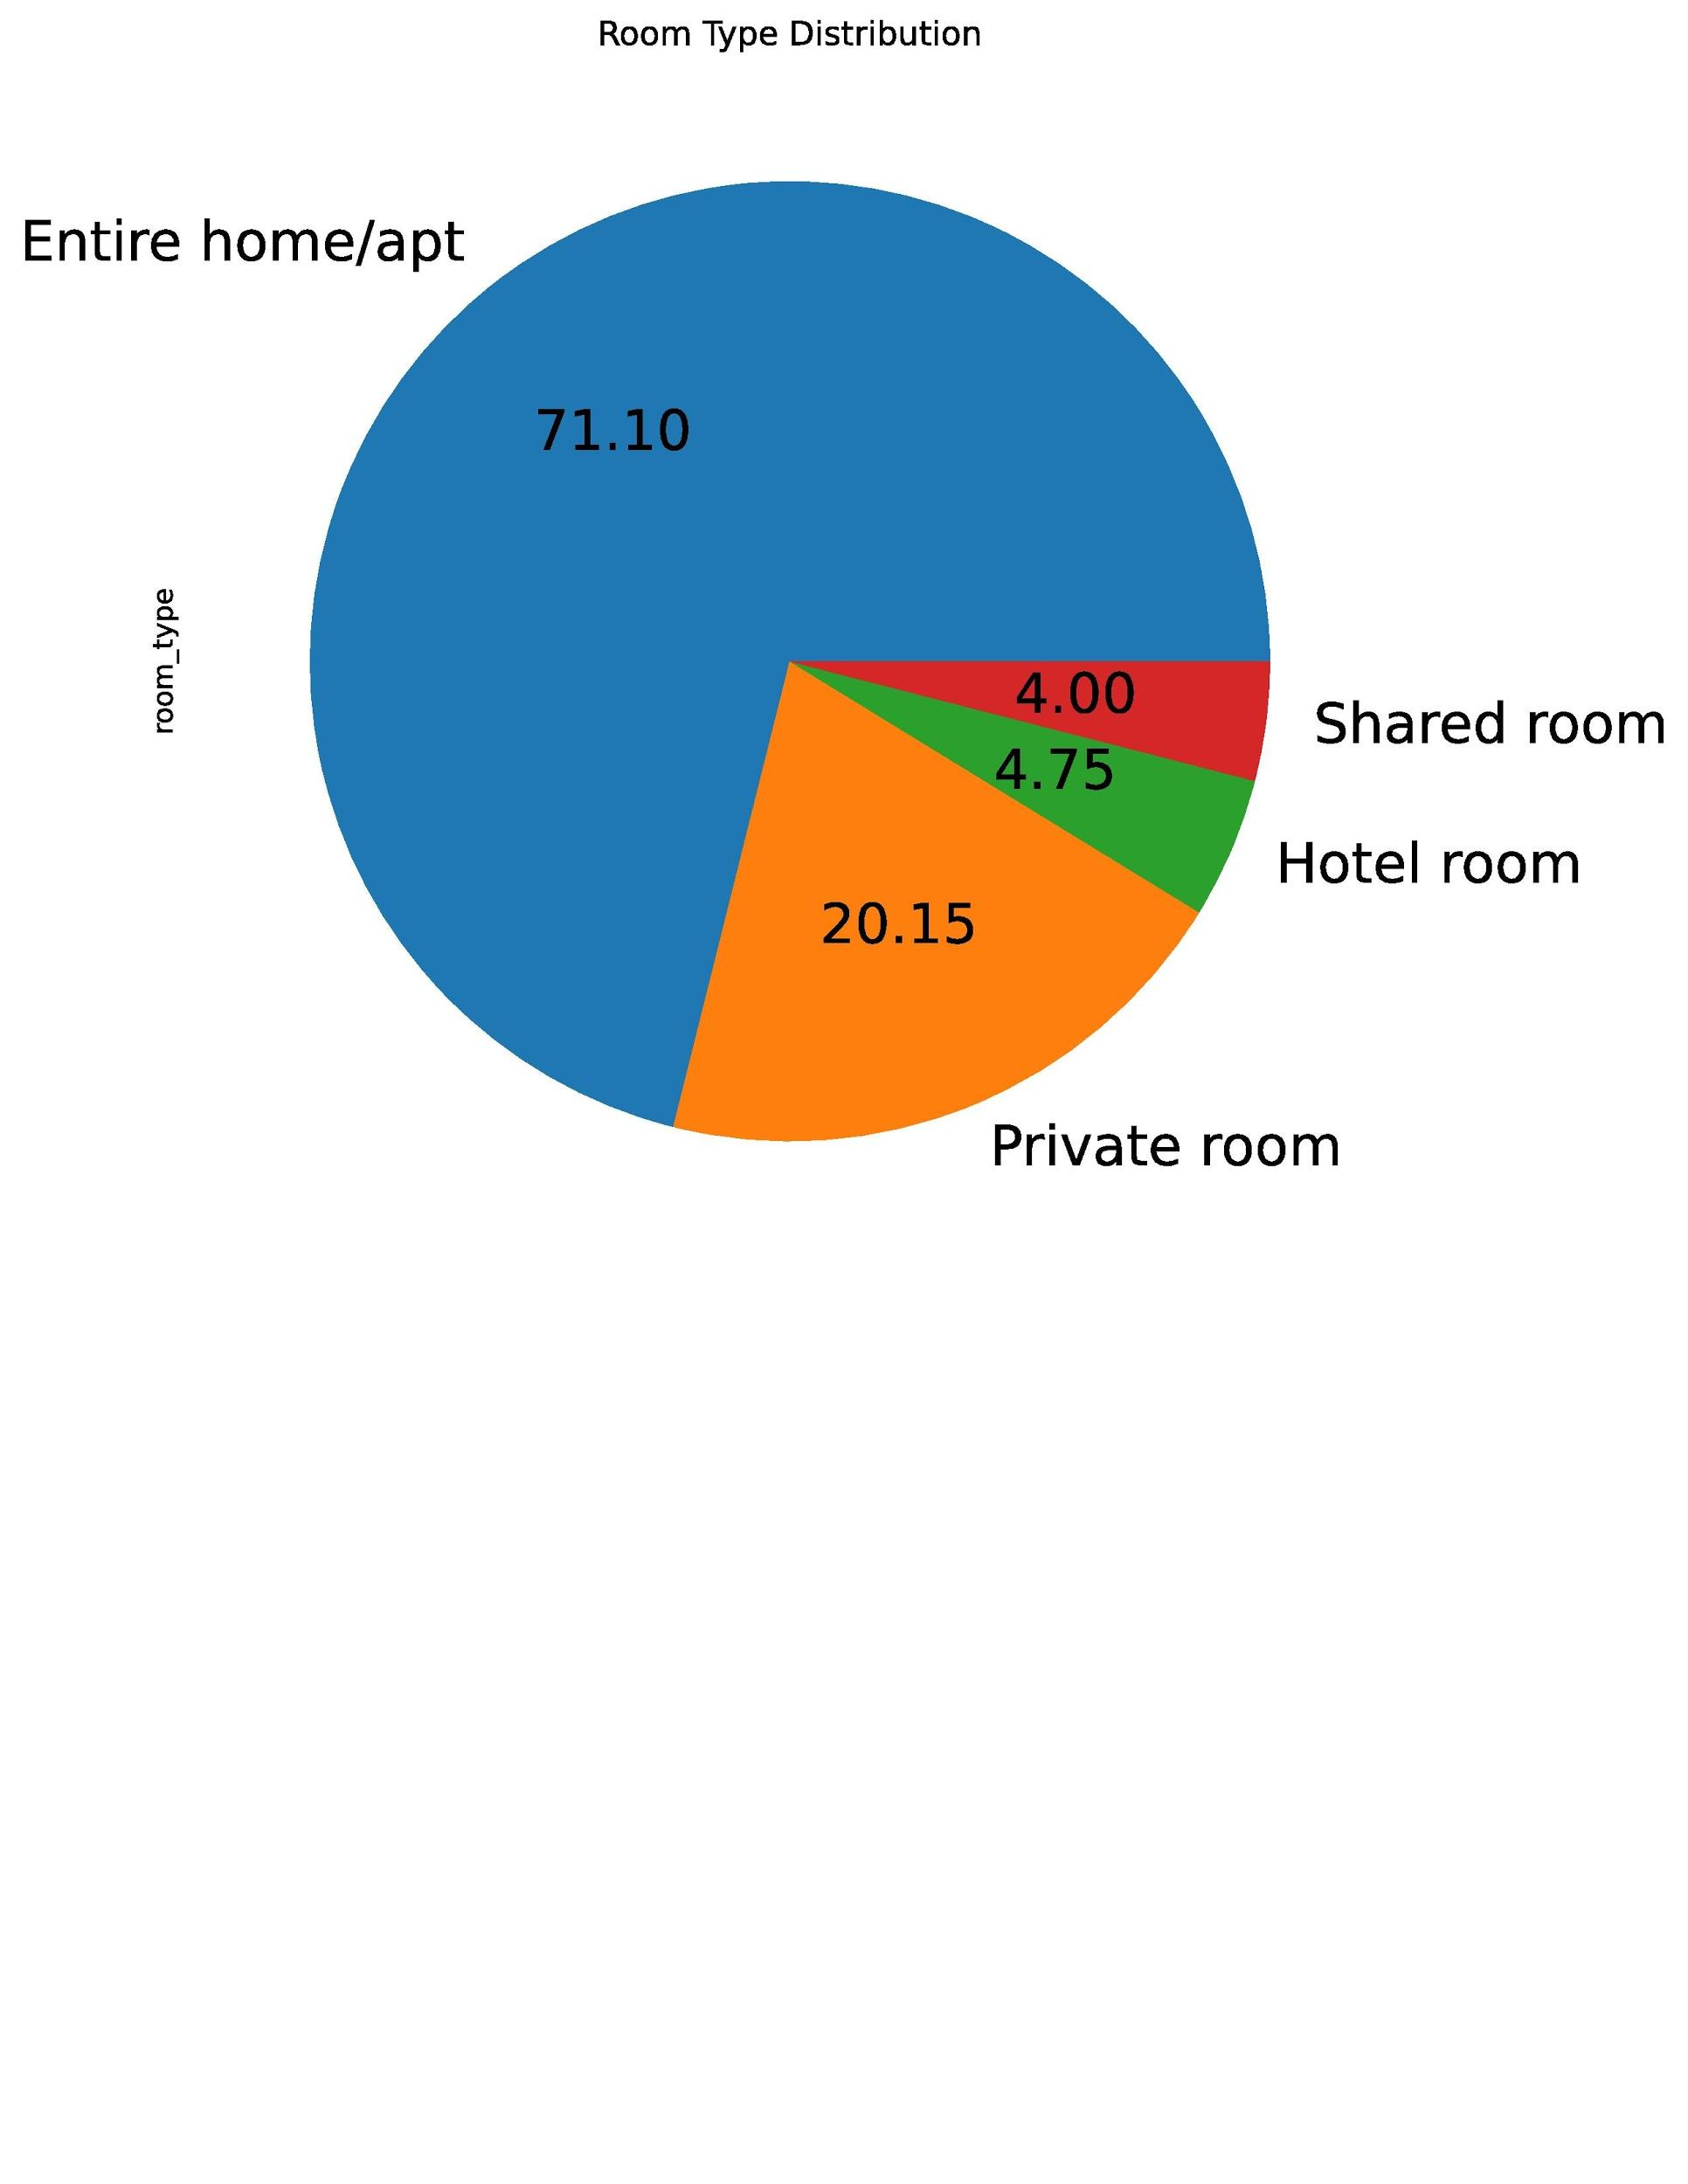 Room Type Distribution
Entire home/apt
71.10
room_type
4.00
Shared room
4.75
Hotel room
20.15
Private room